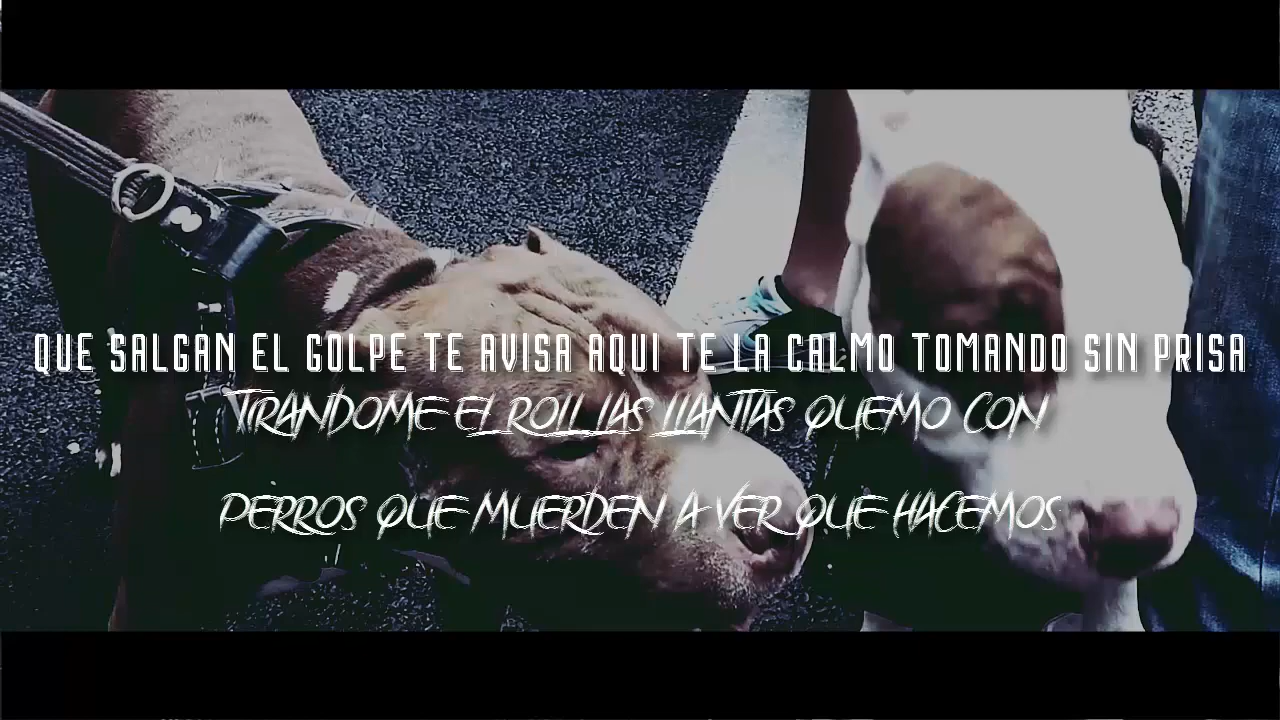 QUE SALGAN EL GOLPE TE AVISA AQUI TE LA CALMO TOMANDO SIN PRISA
TIRANDOME EL ROLL LAS LLANTAS QUEMO CON
PERROS QUE MUERDEN A VER QUE HACEMOS